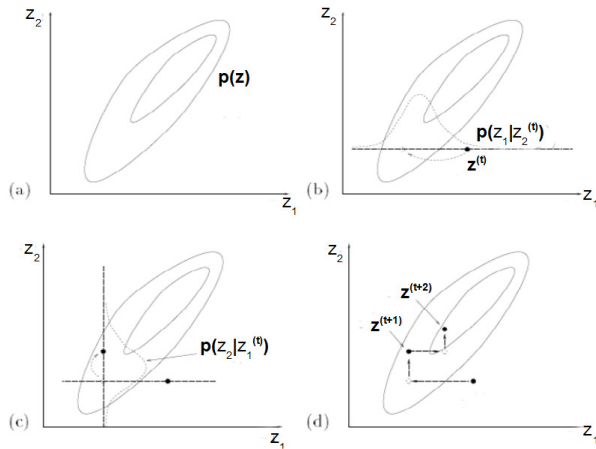 z₂
p(z)
(a)
z₁
z₂
p(z₁|z₂⁽ᵗ⁾)
z⁽ᵗ⁾
(b)
z₁
z₂
p(z₂|z₁⁽ᵗ⁾)
(c)
z₁
z₂
z⁽ᵗ⁺²⁾
z⁽ᵗ⁺¹⁾
(d)
z₁